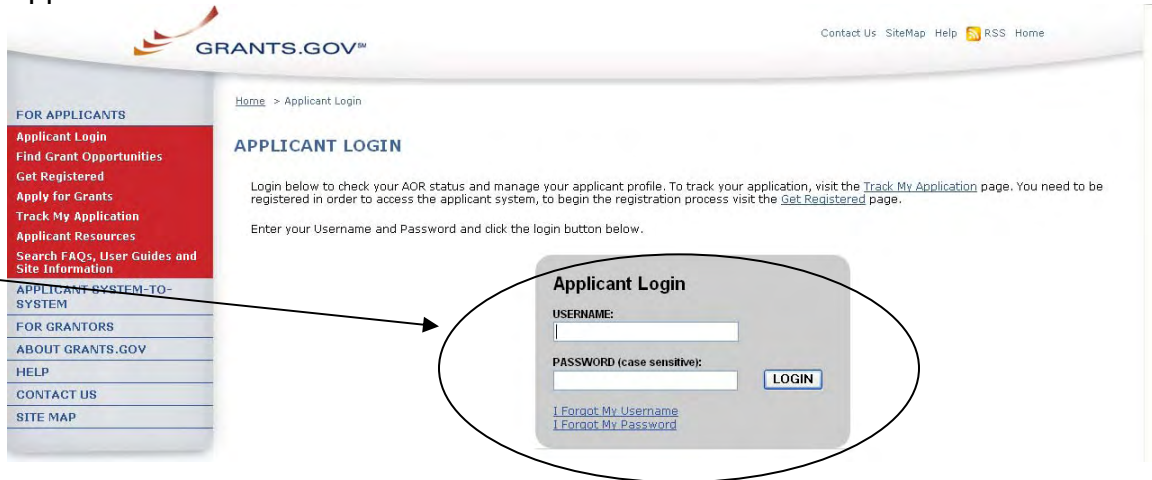 GRANTS.GOV℠
Contact Us SiteMap Help RSS Home
FOR APPLICANTS
Applicant Login
Find Grant Opportunities
Get Registered
Apply for Grants
Track My Application
Applicant Resources
Search FAQs, User Guides and
Site Information
APPLICANT SYSTEM-TO-
SYSTEM
FOR GRANTORS
ABOUT GRANTS.GOV
HELP
CONTACT US
SITE MAP
Home > Applicant Login
APPLICANT LOGIN
Login below to check your AOR status and manage your applicant profile. To track your application, visit the Track My Application page. You need to be
registered in order to access the applicant system, to begin the registration process visit the Get Registered page.
Enter your Username and Password and click the login button below.
Applicant Login
USERNAME:
PASSWORD (case sensitive):
LOGIN
I Forgot My Username
I Forgot My Password